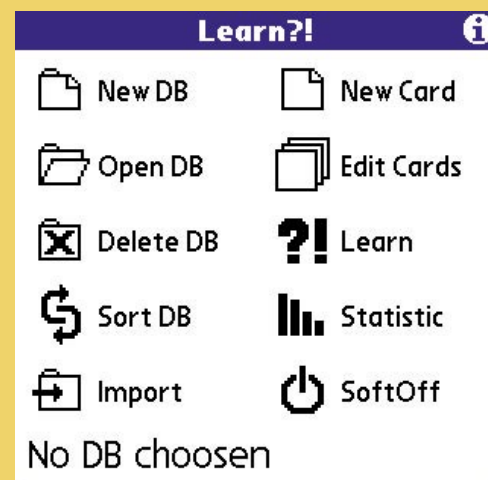 Learn?!
New DB New Card
Open DB Edit Cards
Delete DB ?! Learn
Sort DB Statistic
Import SoftOff
No DB choosen